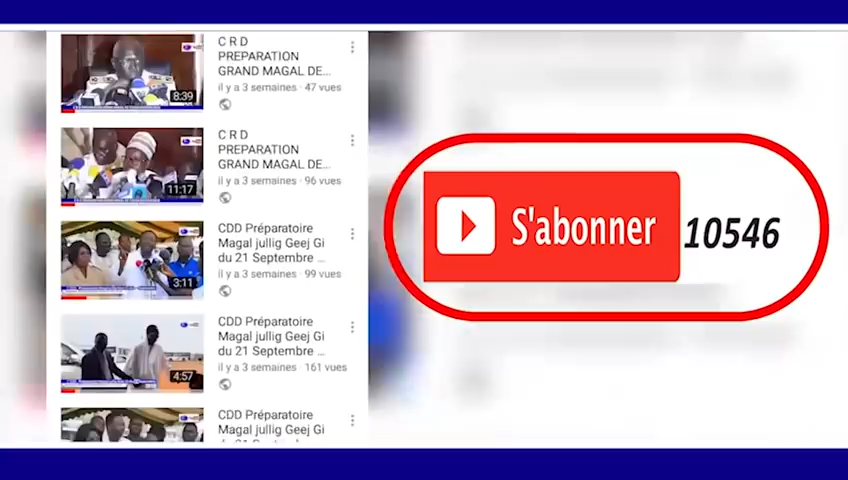 C R D
PREPARATION
GRAND MAGAL DE...
il y a 3 semaines · 47 vues
8:39
C R D
PREPARATION
GRAND MAGAL DE...
il y a 3 semaines · 96 vues
11:17
CDD Préparatoire
Magal jullig Geej Gi
du 21 Septembre ...
il y a 3 semaines · 99 vues
3:11
CDD Préparatoire
Magal jullig Geej Gi
du 21 Septembre ...
il y a 3 semaines · 161 vues
4:57
CDD Préparatoire
Magal jullig Geej Gi
S'abonner 10546